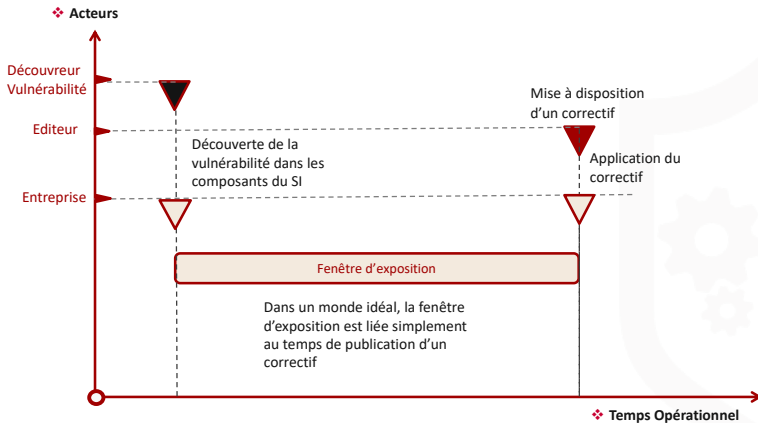 ❖ Acteurs
Découvreur
Vulnérabilité
Mise à disposition
d'un correctif
Editeur
Découverte de la
vulnérabilité dans les
composants du SI
Application du
correctif
Entreprise
Fenêtre d'exposition
Dans un monde idéal, la fenêtre
d'exposition est liée simplement
au temps de publication d'un
correctif
❖ Temps Opérationnel